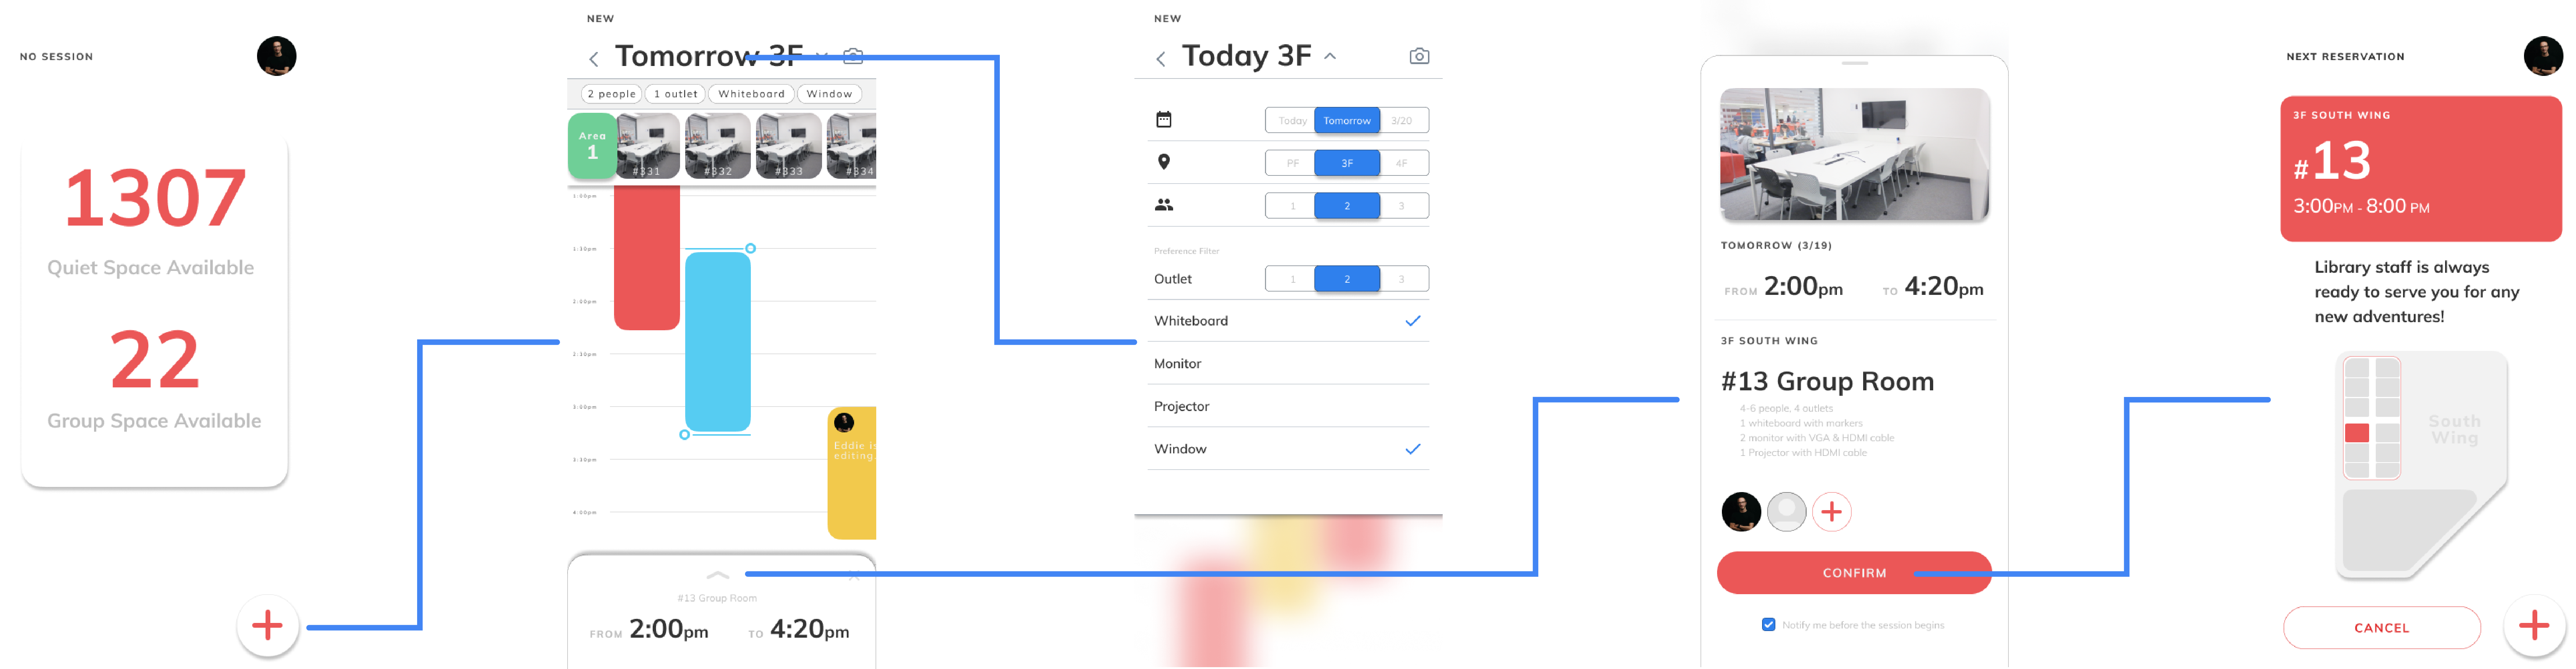 NO SESSION
1307
Quiet Space Available
22
Group Space Available
NEW
Tomorrow 3F
2 people
1 outlet
Whiteboard
Window
Area
1
#331
#332
#333
#334
1:00pm
1:30pm
2:00pm
2:30pm
3:00pm
3:30pm
4:00pm
Eddie is
editing
#13 Group Room
FROM 2:00pm TO 4:20pm
NEW
Today 3F
Today Tomorrow 3/20
PF 3F 4F
1 2 3
Preference Filter
Outlet 1 2 3
Whiteboard
Monitor
Projector
Window
TOMORROW (3/19)
FROM 2:00pm TO 4:20pm
3F SOUTH WING
#13 Group Room
4-6 people, 4 outlets
1 whiteboard with markers
2 monitor with VGA & HDMI cable
1 Projector with HDMI cable
CONFIRM
Notify me before the session begins
NEXT RESERVATION
3F SOUTH WING
#13
3:00PM - 8:00 PM
Library staff is always
ready to serve you for any
new adventures!
South
Wing
CANCEL